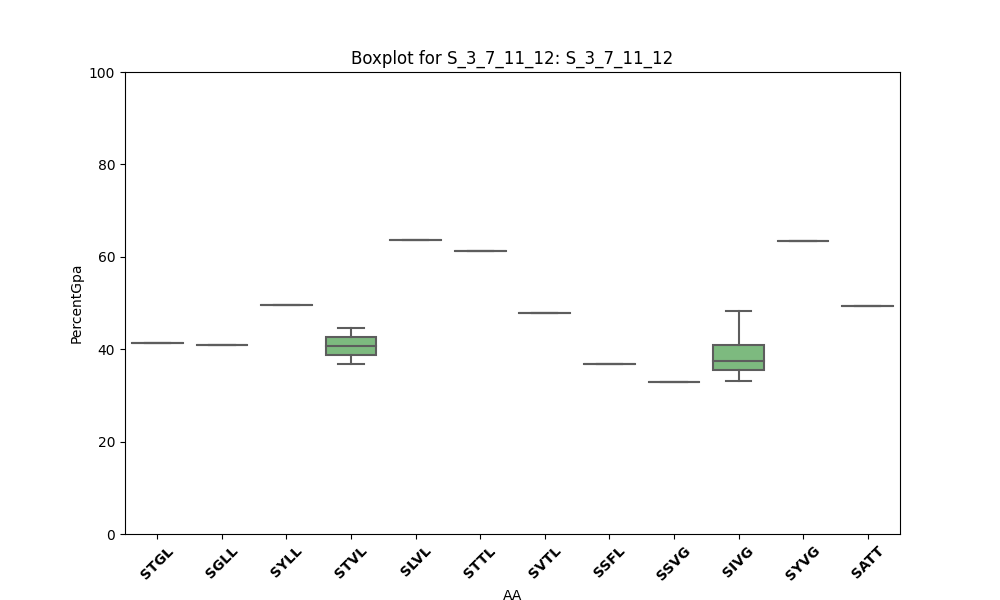 Boxplot for S_3_7_11_12: S_3_7_11_12
100
80
60
40
20
0
PercentGpa
STGL SGLL SYLL STVL SLVL STTL SVTL SSFL SSVG SIVG SYVG SATT
AA